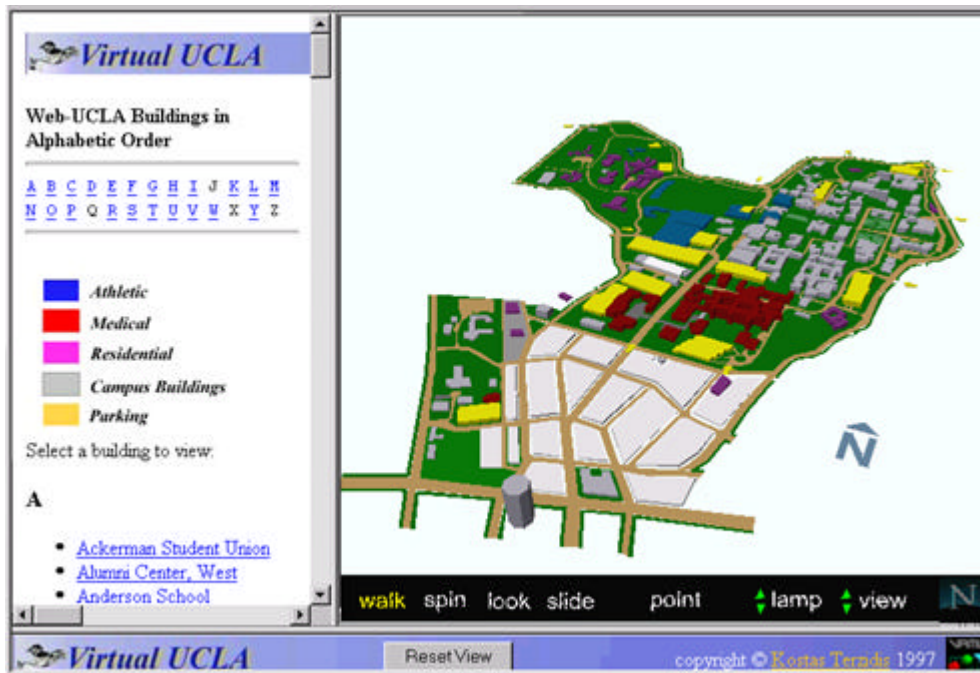 Virtual UCLA
Web-UCLA Buildings in
Alphabetic Order
A B C D E F G H I J K L M
N O P Q R S T U V W X Y Z
Athletic
Medical
Residential
Campus Buildings
Parking
Select a building to view:
A
Ackerman Student Union
Alumni Center, West
Anderson School
N
walk spin look slide point lamp view N
Virtual UCLA Reset View copyright © Kostas Terzidis 1997